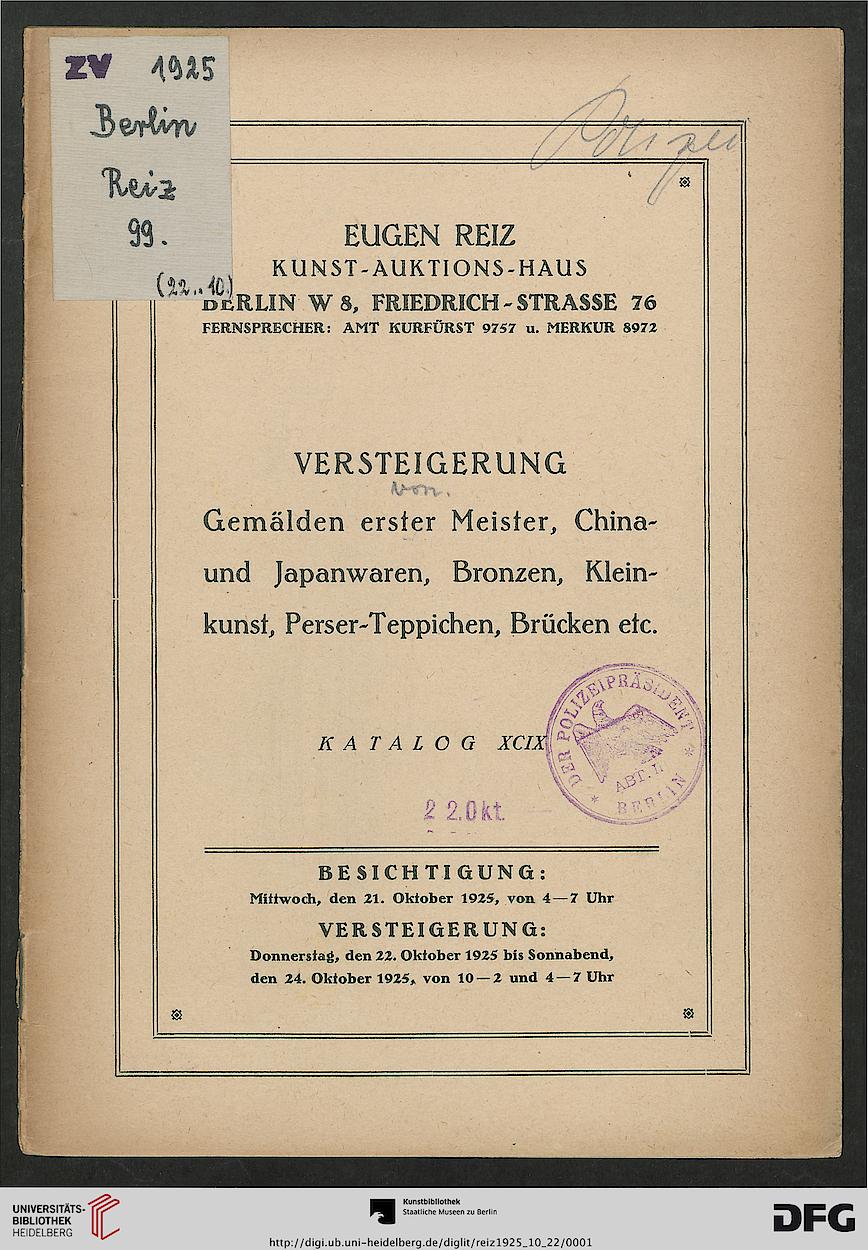 ZV 1925
Berlin
Reiz
99.
(22..10.)
Polizei
EUGEN REIZ
KUNST-AUKTIONS-HAUS
BERLIN W 8, FRIEDRICH-STRASSE 76
FERNSPRECHER: AMT KURFÜRST 9757 u. MERKUR 8972
VERSTEIGERUNG
von.
Gemälden erster Meister, China-
und Japanwaren, Bronzen, Klein-
kunst, Perser-Teppichen, Brücken etc.
KATALOG XCIX
DER POLIZEIPRÄSIDENT
ABT. II
* BERLIN *
22. Okt.
BESICHTIGUNG:
Mittwoch, den 21. Oktober 1925, von 4—7 Uhr
VERSTEIGERUNG:
Donnerstag, den 22. Oktober 1925 bis Sonnabend,
den 24. Oktober 1925, von 10—2 und 4—7 Uhr
UNIVERSITÄTS-
BIBLIOTHEK
HEIDELBERG
Kunstbibliothek
Staatliche Museen zu Berlin
DFG
http://digi.ub.uni-heidelberg.de/diglit/reiz1925_10_22/0001